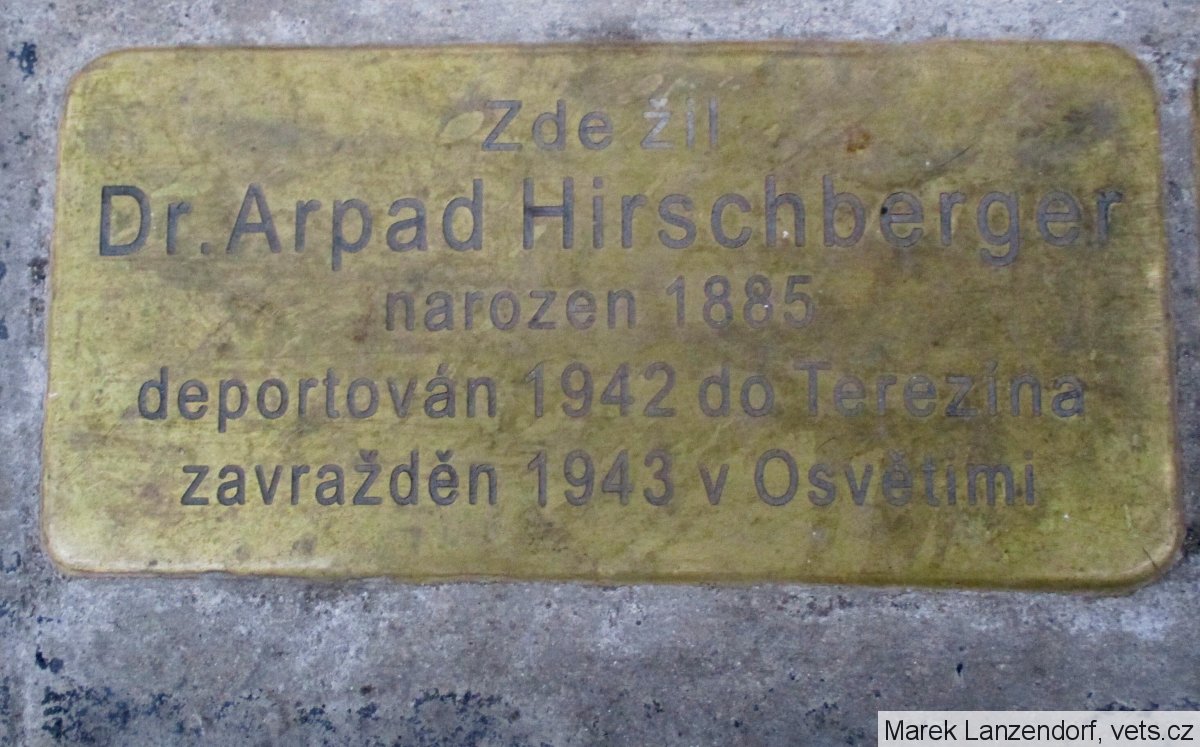 Zde žil
Dr. Arpad Hirschberger
narozen 1885
deportován 1942 do Terezína
zavražděn 1943 v Osvětimi
Marek Lanzendorf, vets.cz